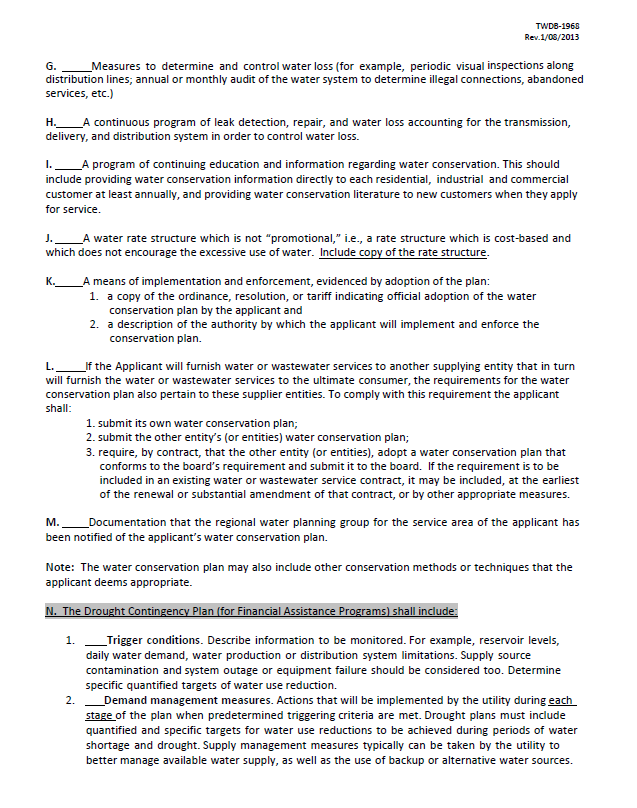 TWDB-1968
Rev.1/08/2013
G. _____Measures to determine and control water loss (for example, periodic visual inspections along
distribution lines; annual or monthly audit of the water system to determine illegal connections, abandoned
services, etc.)
H._____A continuous program of leak detection, repair, and water loss accounting for the transmission,
delivery, and distribution system in order to control water loss.
I. _____A program of continuing education and information regarding water conservation. This should
include providing water conservation information directly to each residential, industrial and commercial
customer at least annually, and providing water conservation literature to new customers when they apply
for service.
J. _____A water rate structure which is not “promotional,” i.e., a rate structure which is cost-based and
which does not encourage the excessive use of water. Include copy of the rate structure.
K._____A means of implementation and enforcement, evidenced by adoption of the plan:
1. a copy of the ordinance, resolution, or tariff indicating official adoption of the water
conservation plan by the applicant and
2. a description of the authority by which the applicant will implement and enforce the
conservation plan.
L. _____If the Applicant will furnish water or wastewater services to another supplying entity that in turn
will furnish the water or wastewater services to the ultimate consumer, the requirements for the water
conservation plan also pertain to these supplier entities. To comply with this requirement the applicant
shall:
1. submit its own water conservation plan;
2. submit the other entity’s (or entities) water conservation plan;
3. require, by contract, that the other entity (or entities), adopt a water conservation plan that
conforms to the board’s requirement and submit it to the board. If the requirement is to be
included in an existing water or wastewater service contract, it may be included, at the earliest
of the renewal or substantial amendment of that contract, or by other appropriate measures.
M. _____Documentation that the regional water planning group for the service area of the applicant has
been notified of the applicant’s water conservation plan.
Note: The water conservation plan may also include other conservation methods or techniques that the
applicant deems appropriate.
N. The Drought Contingency Plan (for Financial Assistance Programs) shall include:
1. ____Trigger conditions. Describe information to be monitored. For example, reservoir levels,
daily water demand, water production or distribution system limitations. Supply source
contamination and system outage or equipment failure should be considered too. Determine
specific quantified targets of water use reduction.
2. ____Demand management measures. Actions that will be implemented by the utility during each
stage of the plan when predetermined triggering criteria are met. Drought plans must include
quantified and specific targets for water use reductions to be achieved during periods of water
shortage and drought. Supply management measures typically can be taken by the utility to
better manage available water supply, as well as the use of backup or alternative water sources.